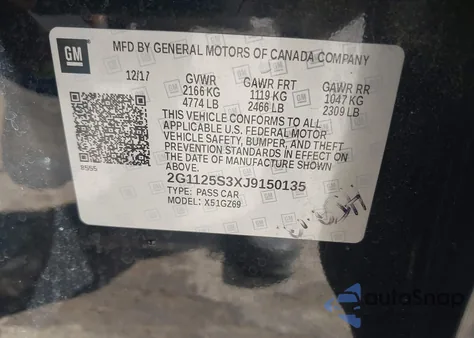 GM
MFD BY GENERAL MOTORS OF CANADA COMPANY
12/17 GVWR GAWR FRT GAWR RR
2166 KG 1119 KG 1047 KG
4774 LB 2466 LB 2309 LB
THIS VEHICLE CONFORMS TO ALL
APPLICABLE U.S. FEDERAL MOTOR
VEHICLE SAFETY, BUMPER, AND THEFT
PREVENTION STANDARDS IN EFFECT ON
THE DATE OF MANUFACTURE SHOWN
ABOVE.
8555
2G1125S3XJ9150135
TYPE: PASS CAR
MODEL: X51GZ69
autoSnap